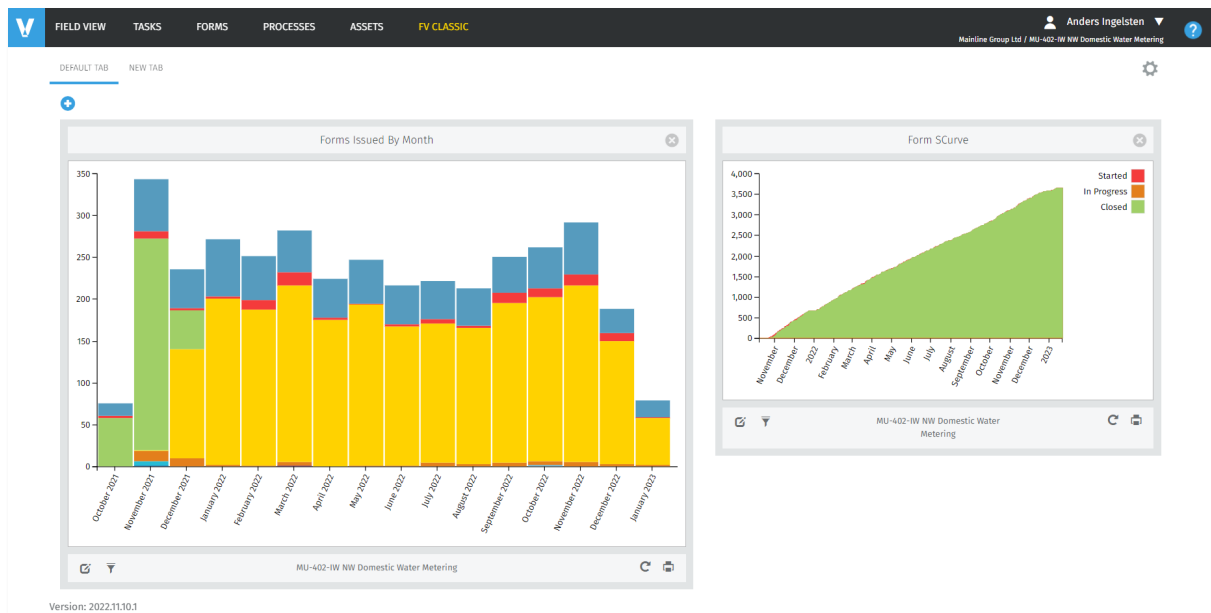 FIELD VIEW TASKS FORMS PROCESSES ASSETS FV CLASSIC
Anders Ingelsten ▼
?
Mainline Group Ltd / MU-402-IW NW Domestic Water Metering
DEFAULT TAB NEW TAB
Forms Issued By Month
350
300
250
200
150
100
50
0
October 2021
November 2021
December 2021
January 2022
February 2022
March 2022
April 2022
May 2022
June 2022
July 2022
August 2022
September 2022
October 2022
November 2022
December 2022
January 2023
MU-402-IW NW Domestic Water Metering
Form SCurve
4,000
3,500
3,000
2,500
2,000
1,500
1,000
500
0
Started
In Progress
Closed
November
December
2022
February
March
April
May
June
July
August
September
October
November
December
2023
MU-402-IW NW Domestic Water
Metering
Version: 2022.11.10.1